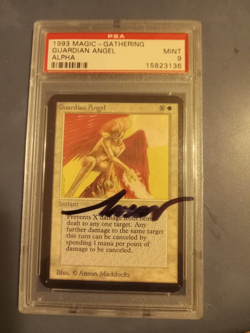 PSA
1993 MAGIC - GATHERING
GUARDIAN ANGEL
MINT
ALPHA
9
15823136
Guardian Angel
Instant
Prevents X damage from being
dealt to any one target. Any
further damage to the same target
this turn can be canceled by
spending 1 mana per point of
damage to be canceled.
Illus. © Anson Maddocks